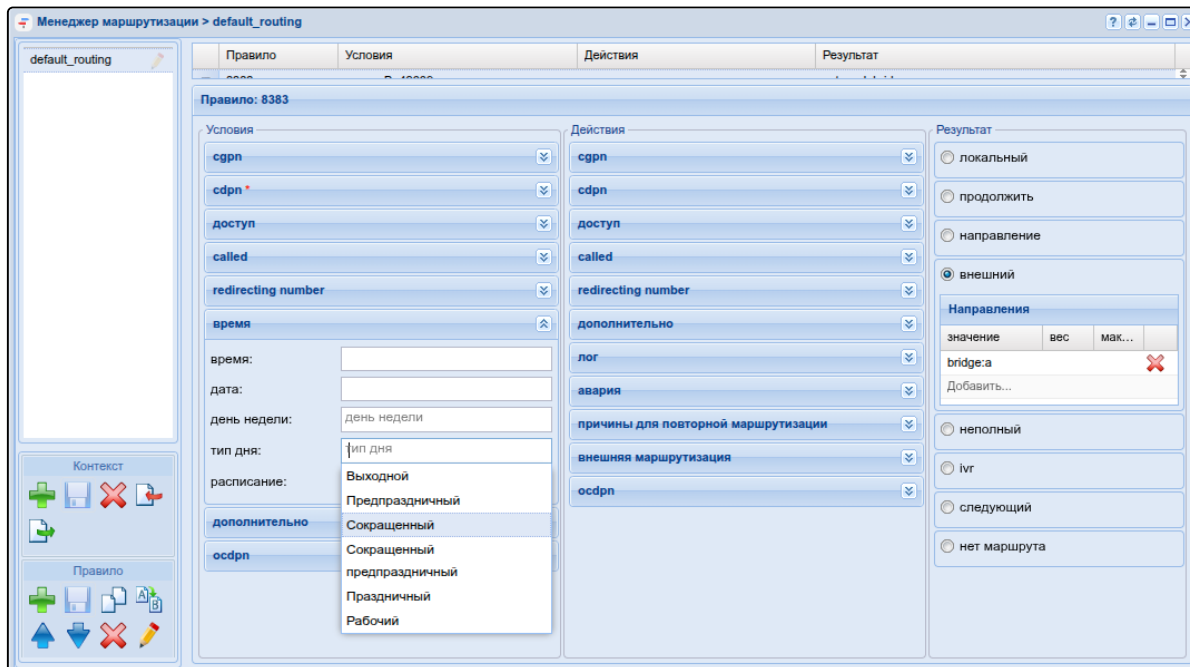 Менеджер маршрутизации > default_routing
default_routing
Правило Условия Действия Результат
Правило: 8383
Условия
cgpn
cdpn *
доступ
called
redirecting number
время
время:
дата:
день недели: день недели
тип дня: тип дня
расписание:
Выходной
Предпраздничный
Сокращенный
Сокращенный
предпраздничный
Праздничный
Рабочий
дополнительно
ocdpn
Действия
cgpn
cdpn
доступ
called
redirecting number
дополнительно
лог
авария
причины для повторной маршрутизации
внешняя маршрутизация
ocdpn
Результат
локальный
продолжить
направление
внешний
Направления
значение вес мак...
bridge:a
Добавить...
неполный
ivr
следующий
нет маршрута
Контекст
Правило